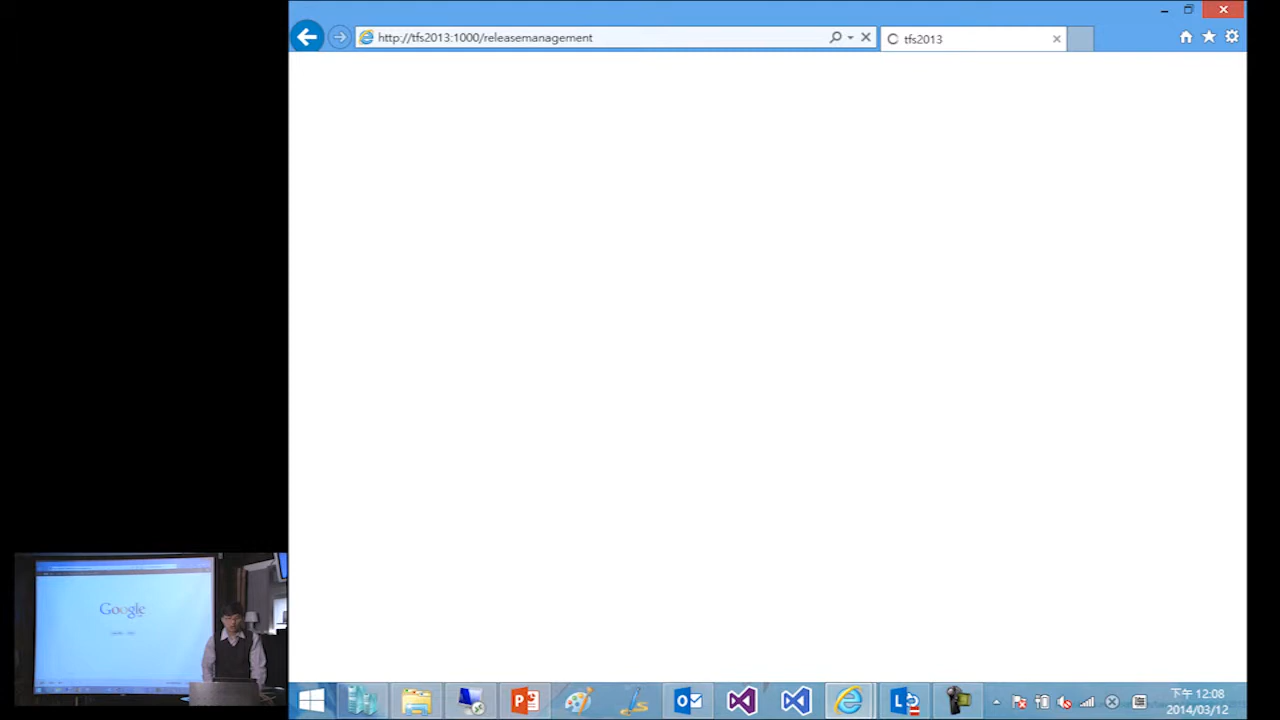 http://tfs2013:1000/releasemanagement
tfs2013
Google
下午 12:08
2014/03/12